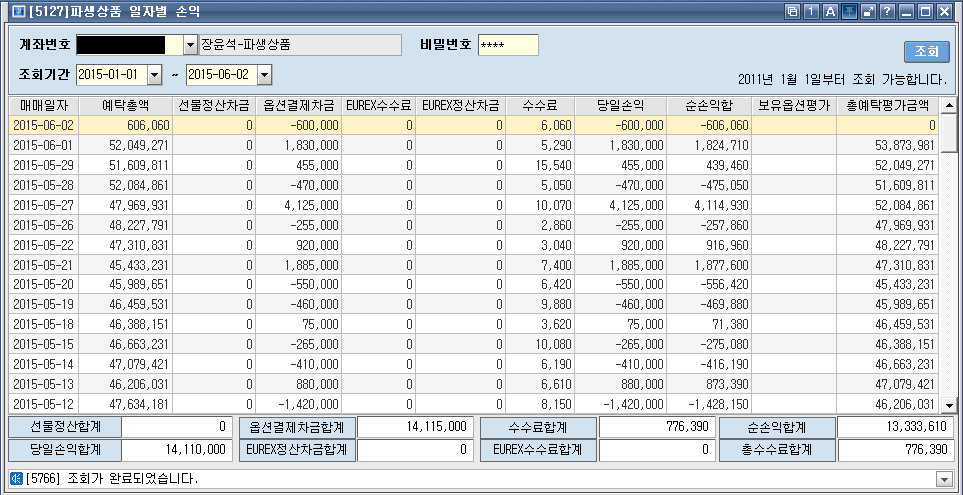 [5127]파생상품 일자별 손익
계좌번호 장윤석-파생상품 비밀번호 **** 조회
조회기간 2015-01-01 ~ 2015-06-02 2011년 1월 1일부터 조회 가능합니다.
매매일자 예탁총액 선물정산차금 옵션결제차금 EUREX수수료 EUREX정산차금 수수료 당일손익 순손익합 보유옵션평가 총예탁평가금액
2015-06-02 606,060 0 -600,000 0 0 6,060 -600,000 -606,060 0
2015-06-01 52,049,271 0 1,830,000 0 0 5,290 1,830,000 1,824,710 53,873,981
2015-05-29 51,609,811 0 455,000 0 0 15,540 455,000 439,460 52,049,271
2015-05-28 52,084,861 0 -470,000 0 0 5,050 -470,000 -475,050 51,609,811
2015-05-27 47,969,931 0 4,125,000 0 0 10,070 4,125,000 4,114,930 52,084,861
2015-05-26 48,227,791 0 -255,000 0 0 2,860 -255,000 -257,860 47,969,931
2015-05-22 47,310,831 0 920,000 0 0 3,040 920,000 916,960 48,227,791
2015-05-21 45,433,231 0 1,885,000 0 0 7,400 1,885,000 1,877,600 47,310,831
2015-05-20 45,989,651 0 -550,000 0 0 6,420 -550,000 -556,420 45,433,231
2015-05-19 46,459,531 0 -460,000 0 0 9,880 -460,000 -469,880 45,989,651
2015-05-18 46,388,151 0 75,000 0 0 3,620 75,000 71,380 46,459,531
2015-05-15 46,663,231 0 -265,000 0 0 10,080 -265,000 -275,080 46,388,151
2015-05-14 47,079,421 0 -410,000 0 0 6,190 -410,000 -416,190 46,663,231
2015-05-13 46,206,031 0 880,000 0 0 6,610 880,000 873,390 47,079,421
2015-05-12 47,634,181 0 -1,420,000 0 0 8,150 -1,420,000 -1,428,150 46,206,031
선물정산합계 0 옵션결제차금합계 14,115,000 수수료합계 776,390 순손익합계 13,333,610
당일손익합계 14,110,000 EUREX정산차금합계 0 EUREX수수료합계 0 총수수료합계 776,390
[5766] 조회가 완료되었습니다.